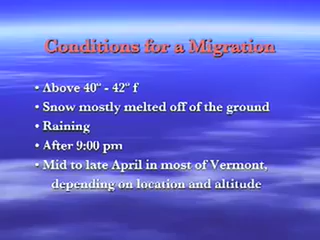 Conditions for a Migration
• Above 40° - 42° f
• Snow mostly melted off of the ground
• Raining
• After 9:00 pm
• Mid to late April in most of Vermont,
depending on location and altitude